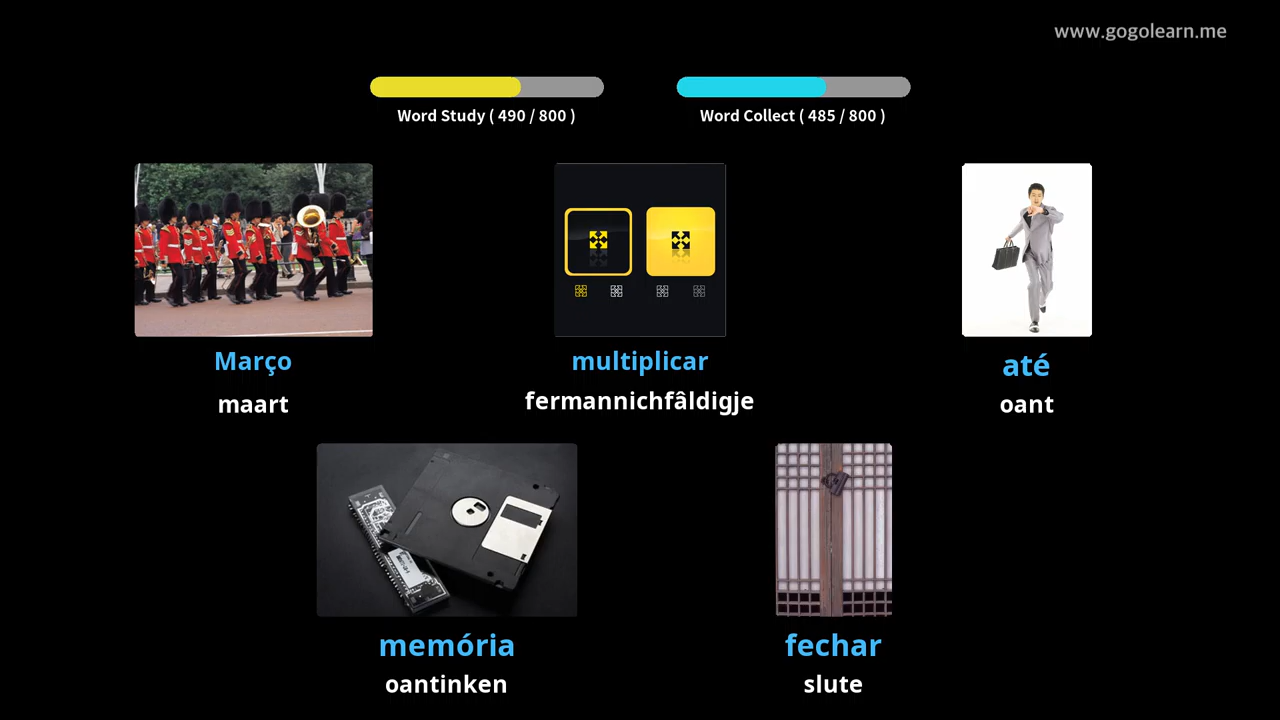 www.gogolearn.me
Word Study ( 490 / 800 )
Word Collect ( 485 / 800 )
Março
maart
multiplicar
fermannichfâldigje
até
oant
memória
oantinken
fechar
slute